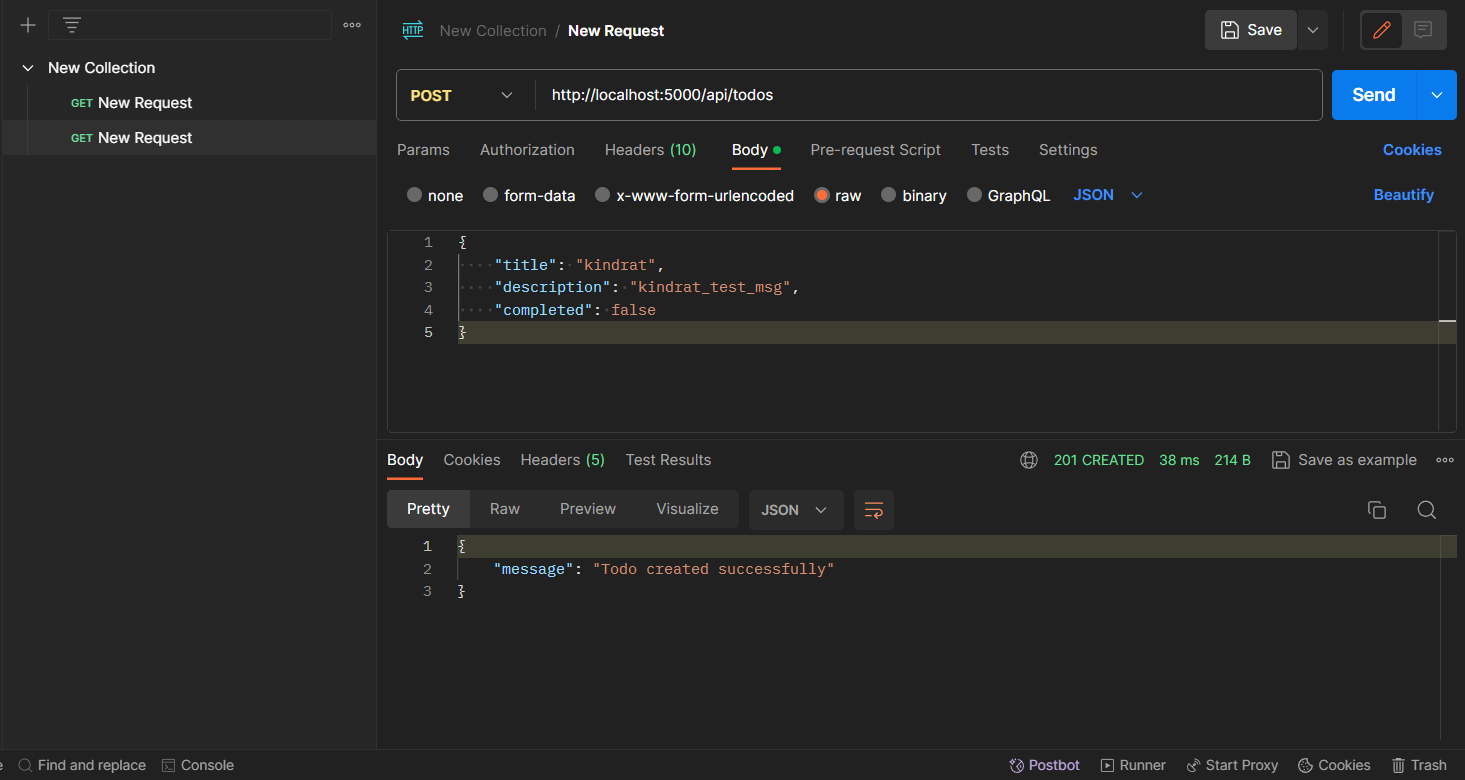 New Collection
GET New Request
GET New Request
HTTP New Collection / New Request
Save
POST http://localhost:5000/api/todos
Send
Params Authorization Headers (10) Body Pre-request Script Tests Settings Cookies
none form-data x-www-form-urlencoded raw binary GraphQL JSON Beautify
1 {
2 "title": "kindrat",
3 "description": "kindrat_test_msg",
4 "completed": false
5 }
Body Cookies Headers (5) Test Results 201 CREATED 38 ms 214 B Save as example
Pretty Raw Preview Visualize JSON
1 {
2 "message": "Todo created successfully"
3 }
e Find and replace Console Postbot Runner Start Proxy Cookies Trash